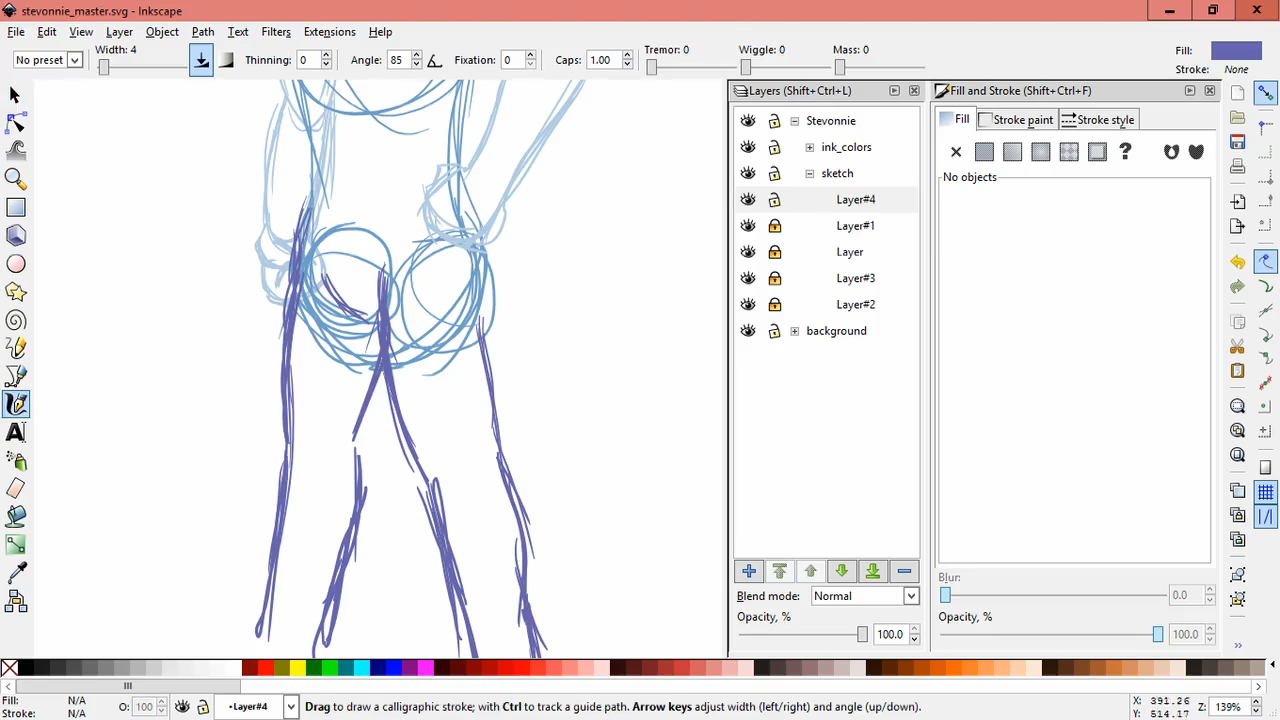 stevonnie_master.svg - Inkscape
File Edit View Layer Object Path Filters Text Extensions Help
No preset Width: 4 Thinning: 0 Angle: 85 Fixation: 0 Caps: 1.00 Tremor: 0 Wiggle: 0 Mass: 0 Fill: Stroke: None
Layers (Shift+Ctrl+L)
Stevonnie
ink_colors
sketch
Layer#4
Layer#1
Layer
Layer#3
Layer#2
background
Blend mode: Normal
Opacity, % 100.0
Fill and Stroke (Shift+Ctrl+F)
Fill Stroke paint Stroke style
No objects
Blur: 0.0
Opacity, % 100.0
Fill: N/A
Stroke: N/A
O: 100 •Layer#4 Drag to draw a calligraphic stroke; with Ctrl to track a guide path. Arrow keys adjust width (left/right) and angle (up/down).
X: 391.26
Y: 514.17
Z: 139%